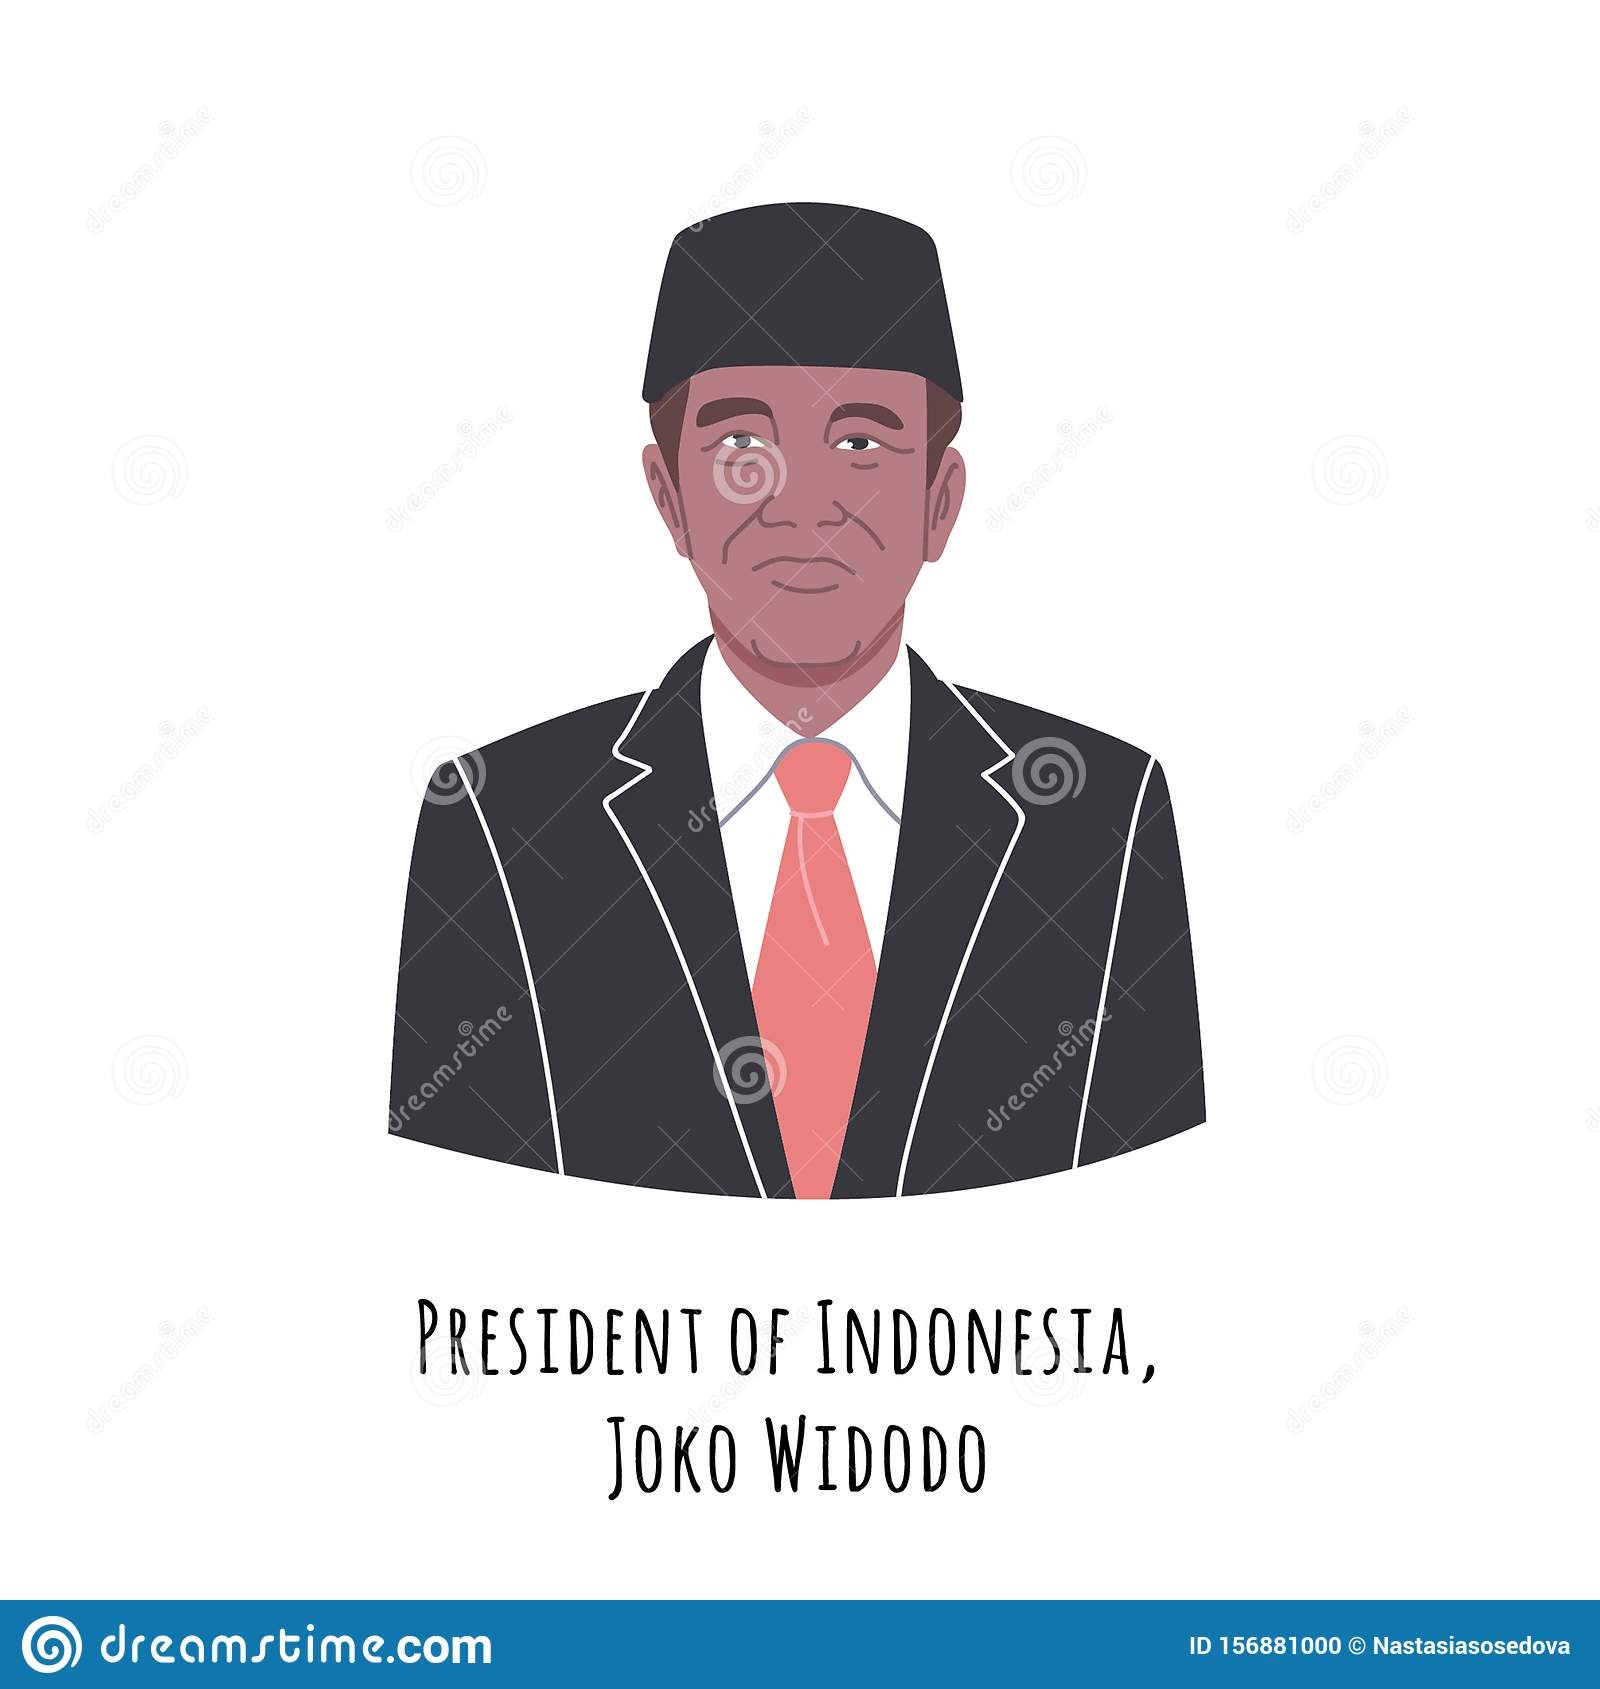 President of Indonesia,
Joko Widodo
dreamstime.com
ID 156881000 © Nastasiasosedova